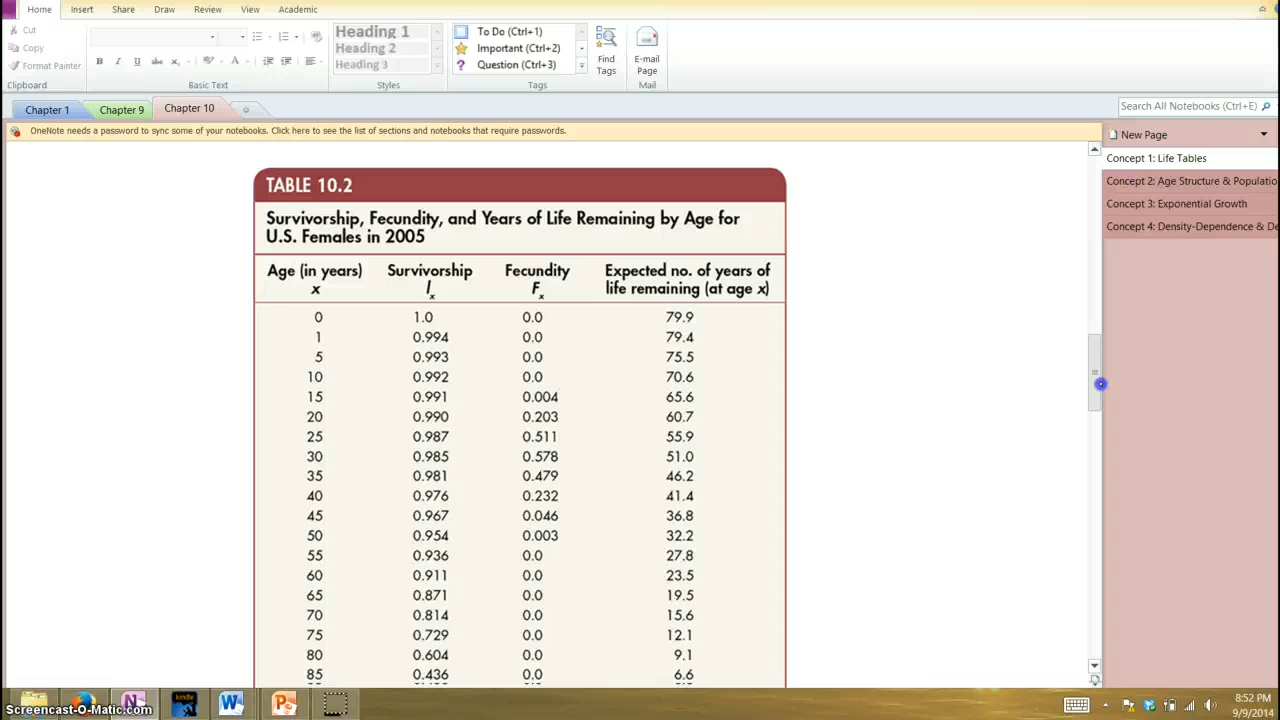 Home Insert Share Draw Review View Academic
Cut
Copy
Format Painter
Clipboard
B I U abc x₂ A
Basic Text
Heading 1
Heading 2
Heading 3
Styles
To Do (Ctrl+1)
Important (Ctrl+2)
? Question (Ctrl+3)
Tags
Find
Tags
E-mail
Page
Mail
Chapter 1 Chapter 9 Chapter 10
Search All Notebooks (Ctrl+E)
OneNote needs a password to sync some of your notebooks. Click here to see the list of sections and notebooks that require passwords.
New Page
Concept 1: Life Tables
Concept 2: Age Structure & Populatio
Concept 3: Exponential Growth
Concept 4: Density-Dependence & De
TABLE 10.2
Survivorship, Fecundity, and Years of Life Remaining by Age for
U.S. Females in 2005
Age (in years) Survivorship Fecundity Expected no. of years of
x lₓ Fₓ life remaining (at age x)
0 1.0 0.0 79.9
1 0.994 0.0 79.4
5 0.993 0.0 75.5
10 0.992 0.0 70.6
15 0.991 0.004 65.6
20 0.990 0.203 60.7
25 0.987 0.511 55.9
30 0.985 0.578 51.0
35 0.981 0.479 46.2
40 0.976 0.232 41.4
45 0.967 0.046 36.8
50 0.954 0.003 32.2
55 0.936 0.0 27.8
60 0.911 0.0 23.5
65 0.871 0.0 19.5
70 0.814 0.0 15.6
75 0.729 0.0 12.1
80 0.604 0.0 9.1
85 0.436 0.0 6.6
kindle
Screencast-O-Matic.com
8:52 PM
9/9/2014